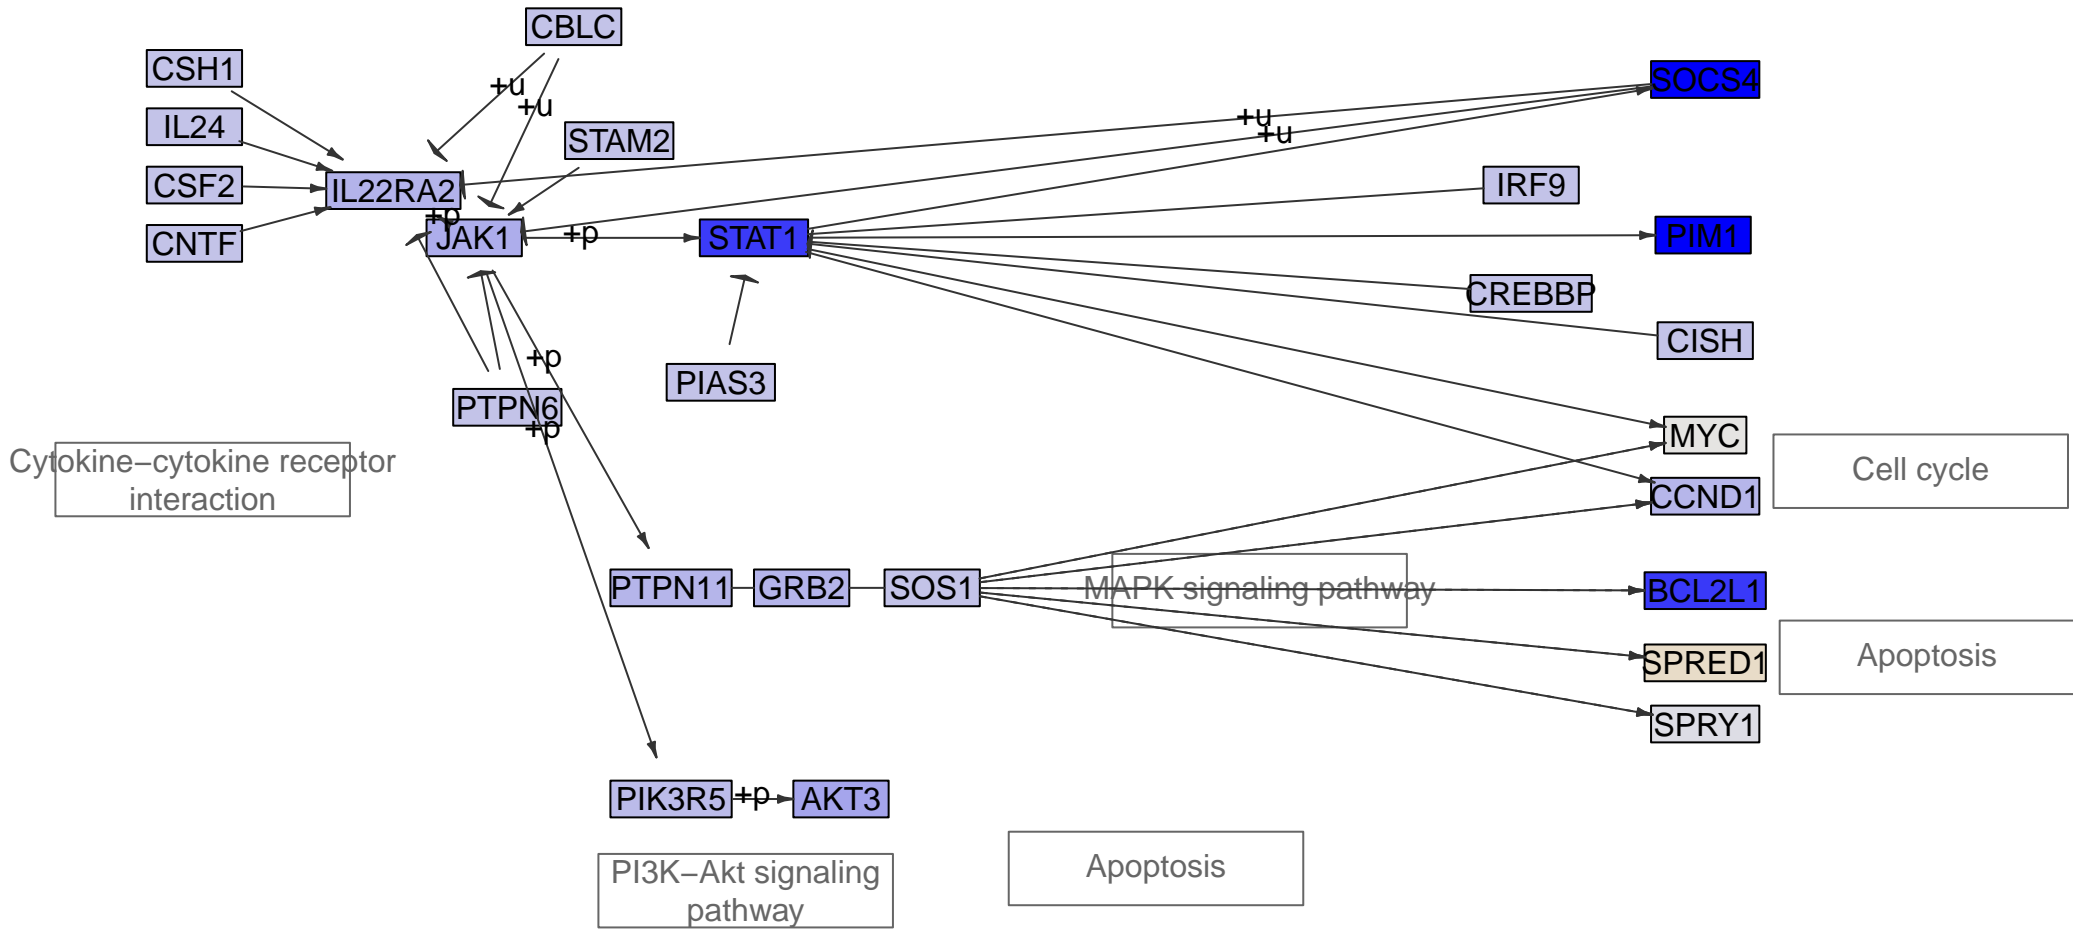 CBLC
CSH1
+u
SOCS4
+u
+u
IL24
+u
STAM2
CSF2
IL22RA2
IRF9
+p
CNTF
JAK1
+p
STAT1
PIM1
CREBBP
CISH
+p
PIAS3
PTPN6
+p
MYC
Cytokine−cytokine receptor
interaction
Cell cycle
CCND1
PTPN11
GRB2
SOS1
MAPK signaling pathway
BCL2L1
SPRED1
Apoptosis
SPRY1
PIK3R5
+p
AKT3
PI3K−Akt signaling
pathway
Apoptosis